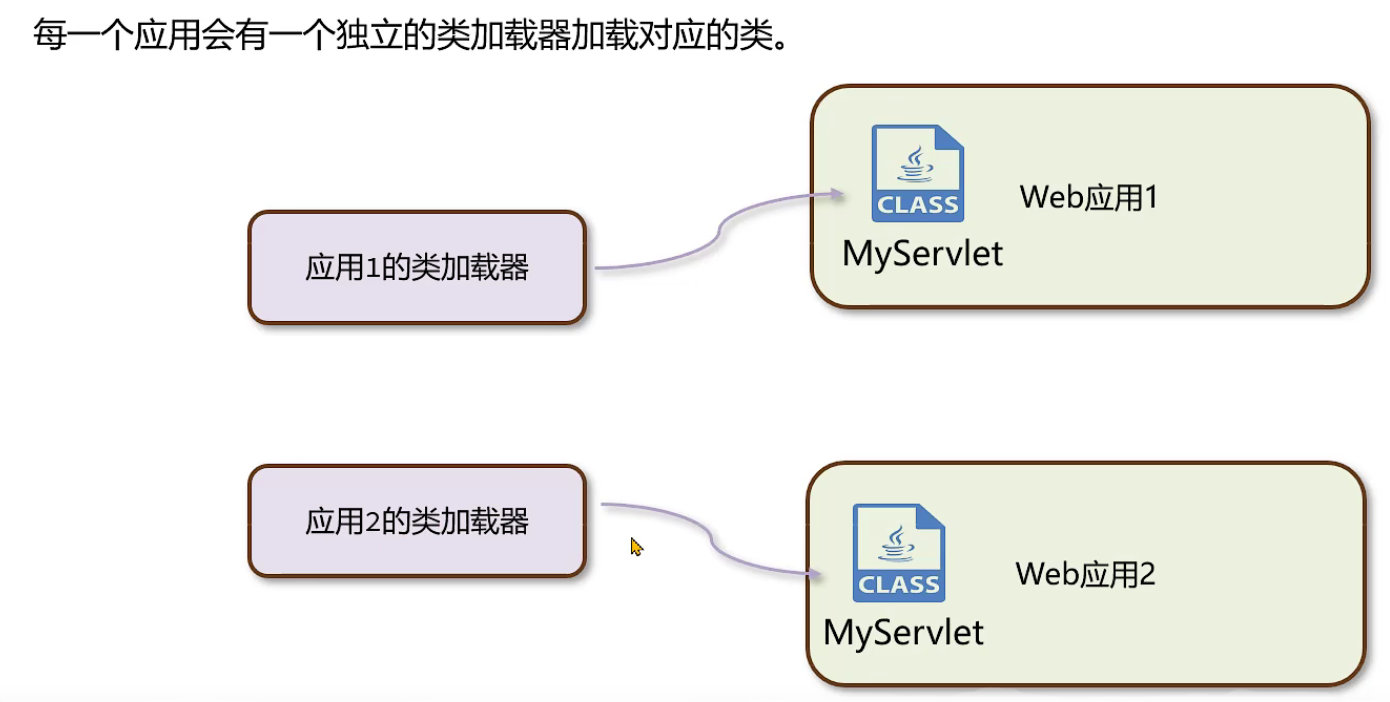 每一个应用会有一个独立的类加载器加载对应的类。
CLASS
Web应用1
MyServlet
应用1的类加载器
应用2的类加载器
CLASS
Web应用2
MyServlet